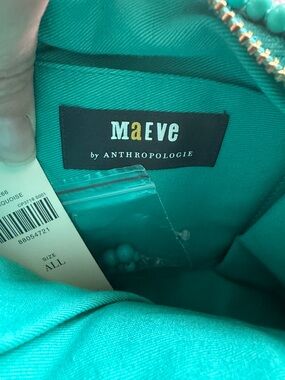 MaEve
by ANTHROPOLOGIE
88054721
SIZE
ALL